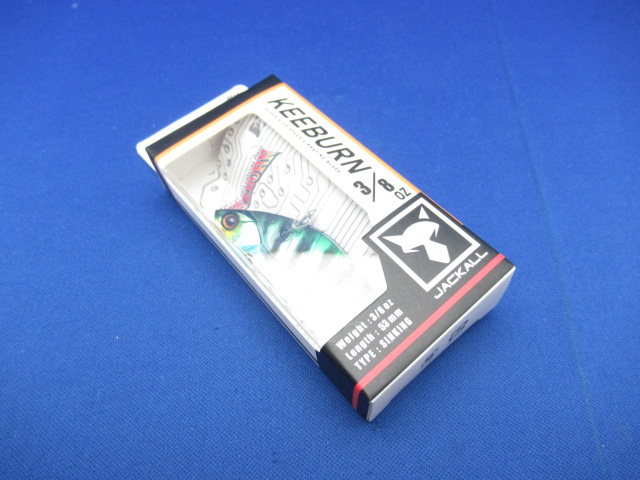 KEEBURN
3/8 OZ
JACKALL
Weight : 3/8oz
Length : 53mm
TYPE : SINKING